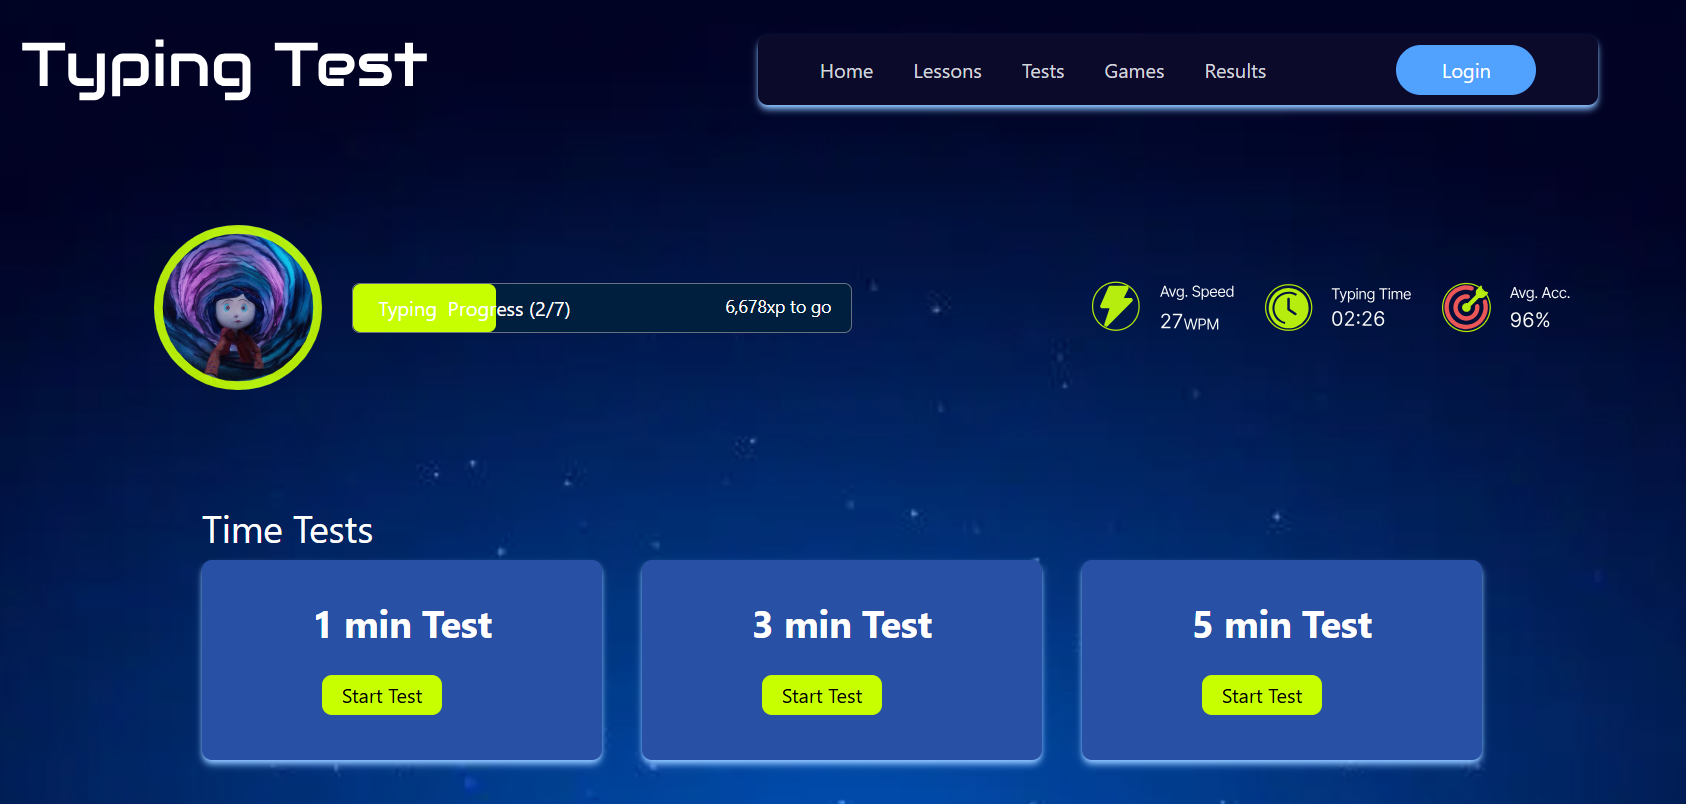 Typing Test
Home Lessons Tests Games Results Login
Typing Progress (2/7) 6,678xp to go
Avg. Speed
27WPM
Typing Time
02:26
Avg. Acc.
96%
Time Tests
1 min Test
Start Test
3 min Test
Start Test
5 min Test
Start Test